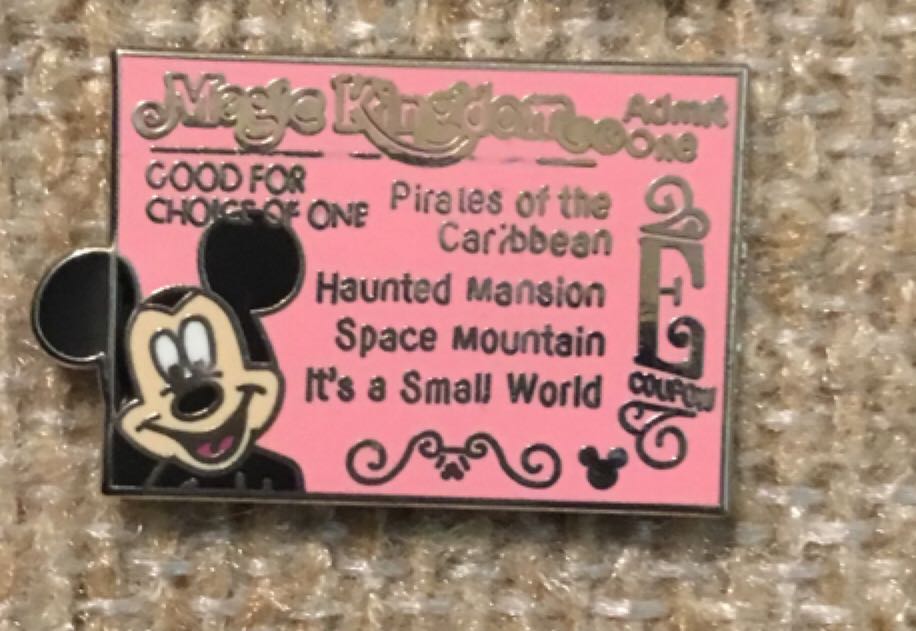 Magic Kingdom
Admit
One
GOOD FOR
CHOICE OF ONE
Pirates of the
Caribbean
Haunted Mansion
Space Mountain
It's a Small World
E
COUPON